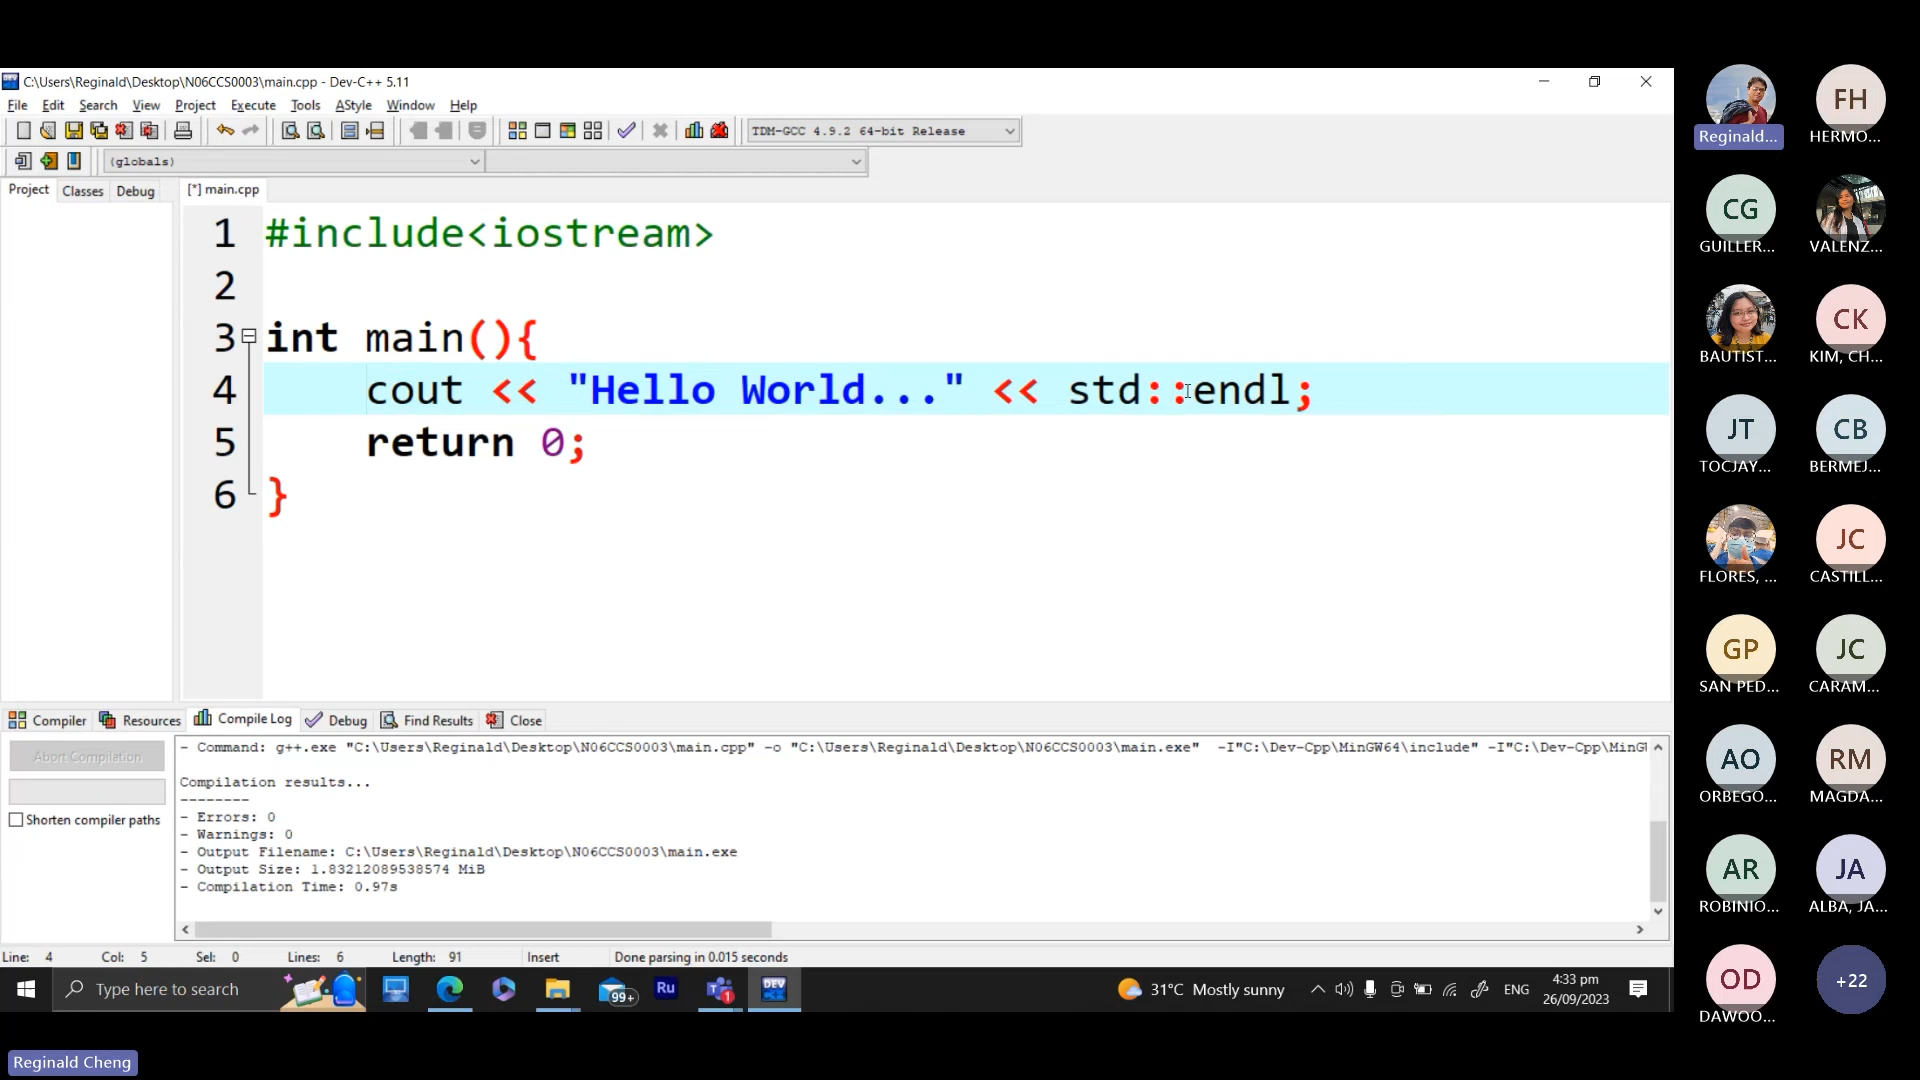 C:\Users\Reginald\Desktop\N06CCS0003\main.cpp - Dev-C++ 5.11
File Edit Search View Project Execute Tools AStyle Window Help
TDM-GCC 4.9.2 64-bit Release
(globals)
Project Classes Debug [*] main.cpp
1 #include<iostream>
2
3 int main(){
4 cout << "Hello World..." << std::endl;
5 return 0;
6 }
Compiler Resources Compile Log Debug Find Results Close
Abort Compilation
Shorten compiler paths
- Command: g++.exe "C:\Users\Reginald\Desktop\N06CCS0003\main.cpp" -o "C:\Users\Reginald\Desktop\N06CCS0003\main.exe" -I"C:\Dev-Cpp\MinGW64\include" -I"C:\Dev-Cpp\MinG
Compilation results...
--------
- Errors: 0
- Warnings: 0
- Output Filename: C:\Users\Reginald\Desktop\N06CCS0003\main.exe
- Output Size: 1.83212089538574 MiB
- Compilation Time: 0.97s
Line: 4 Col: 5 Sel: 0 Lines: 6 Length: 91 Insert Done parsing in 0.015 seconds
Type here to search
99+
Ru
1
DEV
31°C Mostly sunny
ENG
4:33 pm
26/09/2023
Reginald Cheng
Reginald...
FH
HERMO...
CG
GUILLER...
VALENZ...
BAUTIST...
CK
KIM, CH...
JT
TOCJAY...
CB
BERMEJ...
FLORES, ...
JC
CASTILL...
GP
SAN PED...
JC
CARAM...
AO
ORBEGO...
RM
MAGDA...
AR
ROBINIO...
JA
ALBA, JA...
OD
DAWOO...
+22